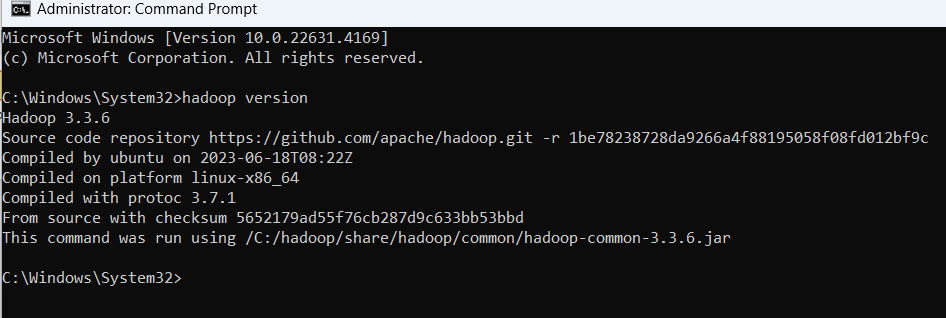 Administrator: Command Prompt
Microsoft Windows [Version 10.0.22631.4169]
(c) Microsoft Corporation. All rights reserved.
C:\Windows\System32>hadoop version
Hadoop 3.3.6
Source code repository https://github.com/apache/hadoop.git -r 1be78238728da9266a4f88195058f08fd012bf9c
Compiled by ubuntu on 2023-06-18T08:22Z
Compiled on platform linux-x86_64
Compiled with protoc 3.7.1
From source with checksum 5652179ad55f76cb287d9c633bb53bbd
This command was run using /C:/hadoop/share/hadoop/common/hadoop-common-3.3.6.jar
C:\Windows\System32>